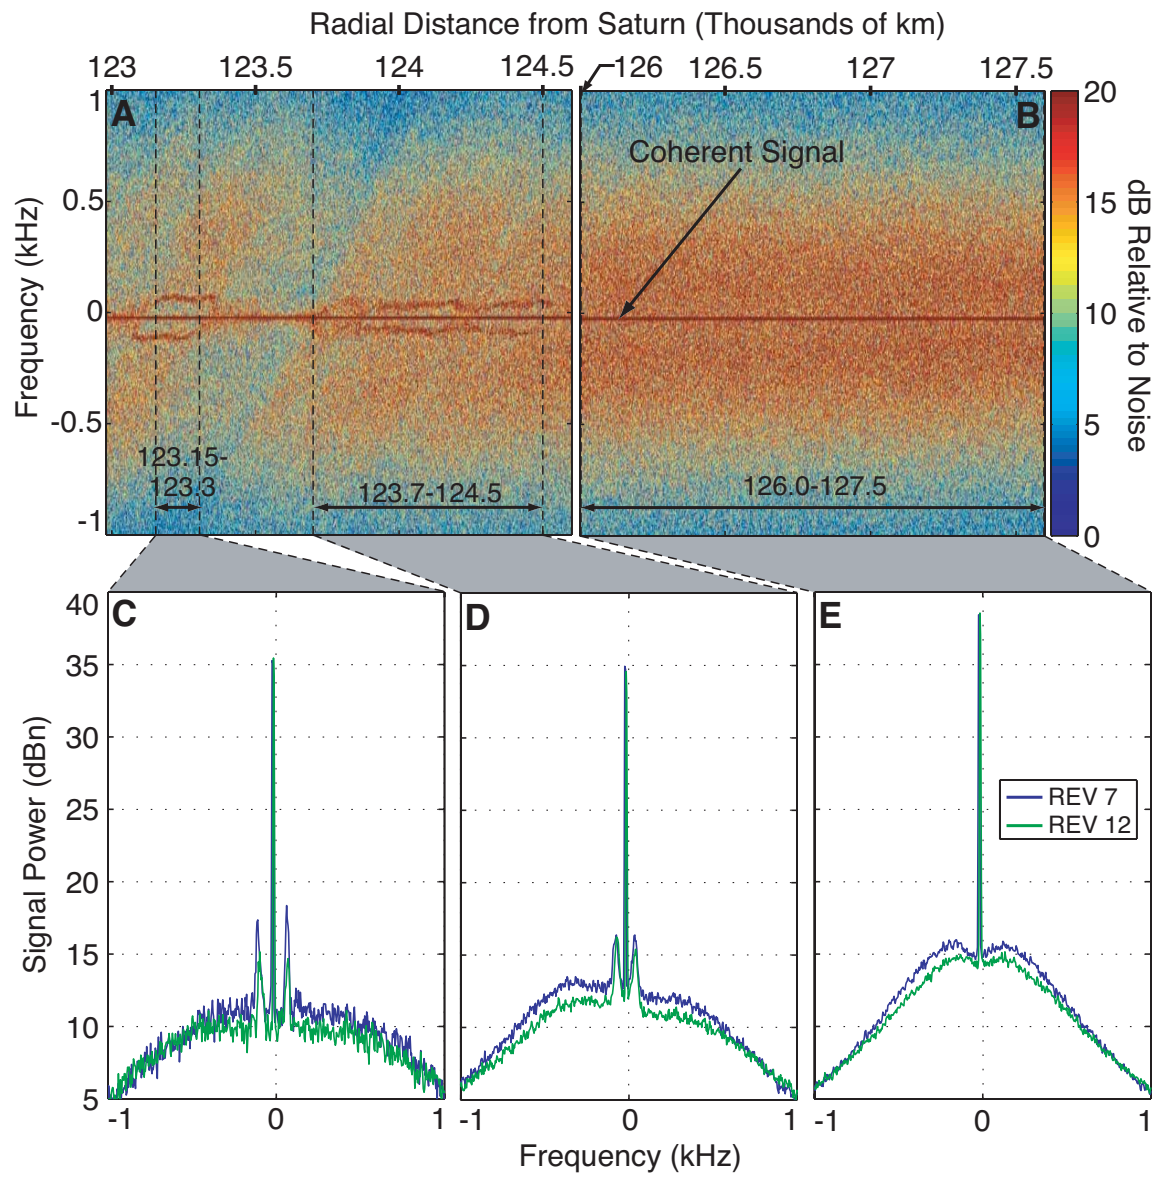 Radial Distance from Saturn (Thousands of km)
123 123.5 124 124.5 126 126.5 127 127.5
A B
Coherent Signal
1
0.5
0
-0.5
-1
Frequency (kHz)
123.15-
123.3
123.7-124.5
126.0-127.5
20
15
10
5
0
dB Relative to Noise
C D E
40
35
30
25
20
15
10
5
Signal Power (dBn)
REV 7
REV 12
-1 0 1 -1 0 1 -1 0 1
Frequency (kHz)